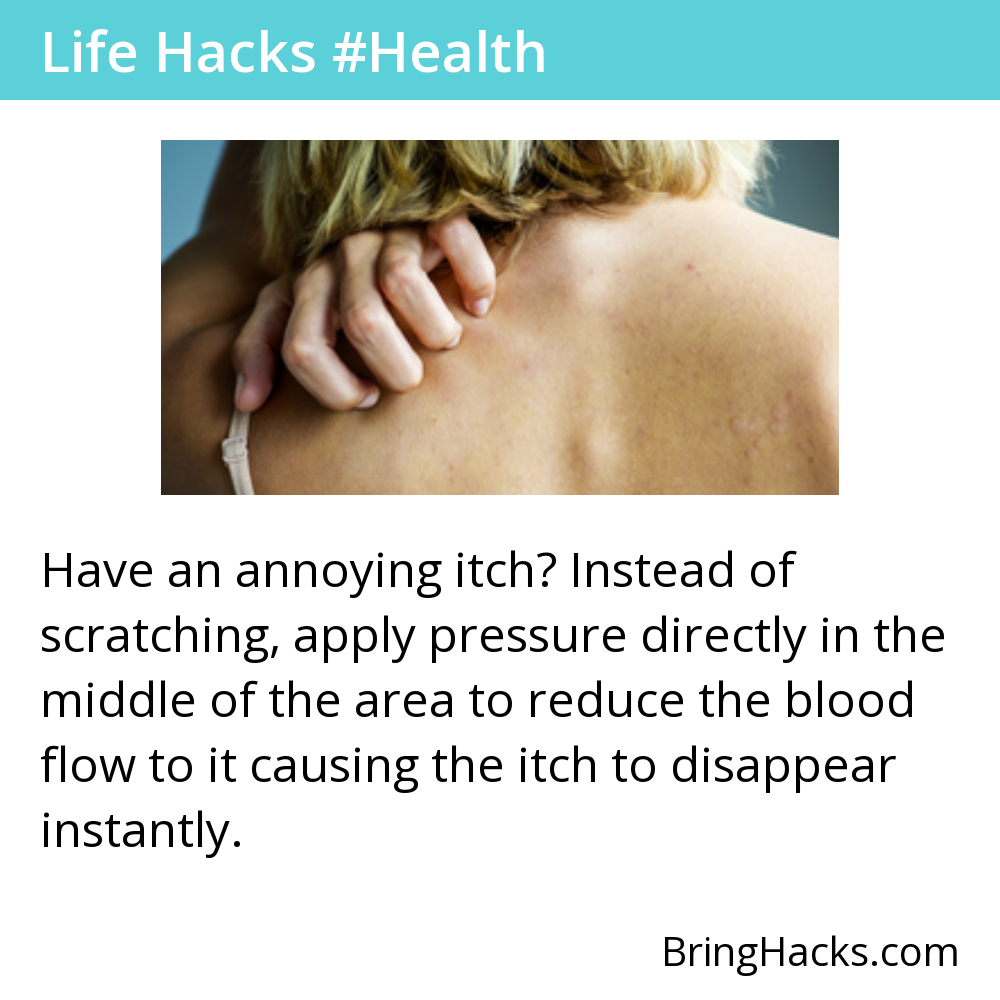 Life Hacks #Health
Have an annoying itch? Instead of
scratching, apply pressure directly in the
middle of the area to reduce the blood
flow to it causing the itch to disappear
instantly.
BringHacks.com